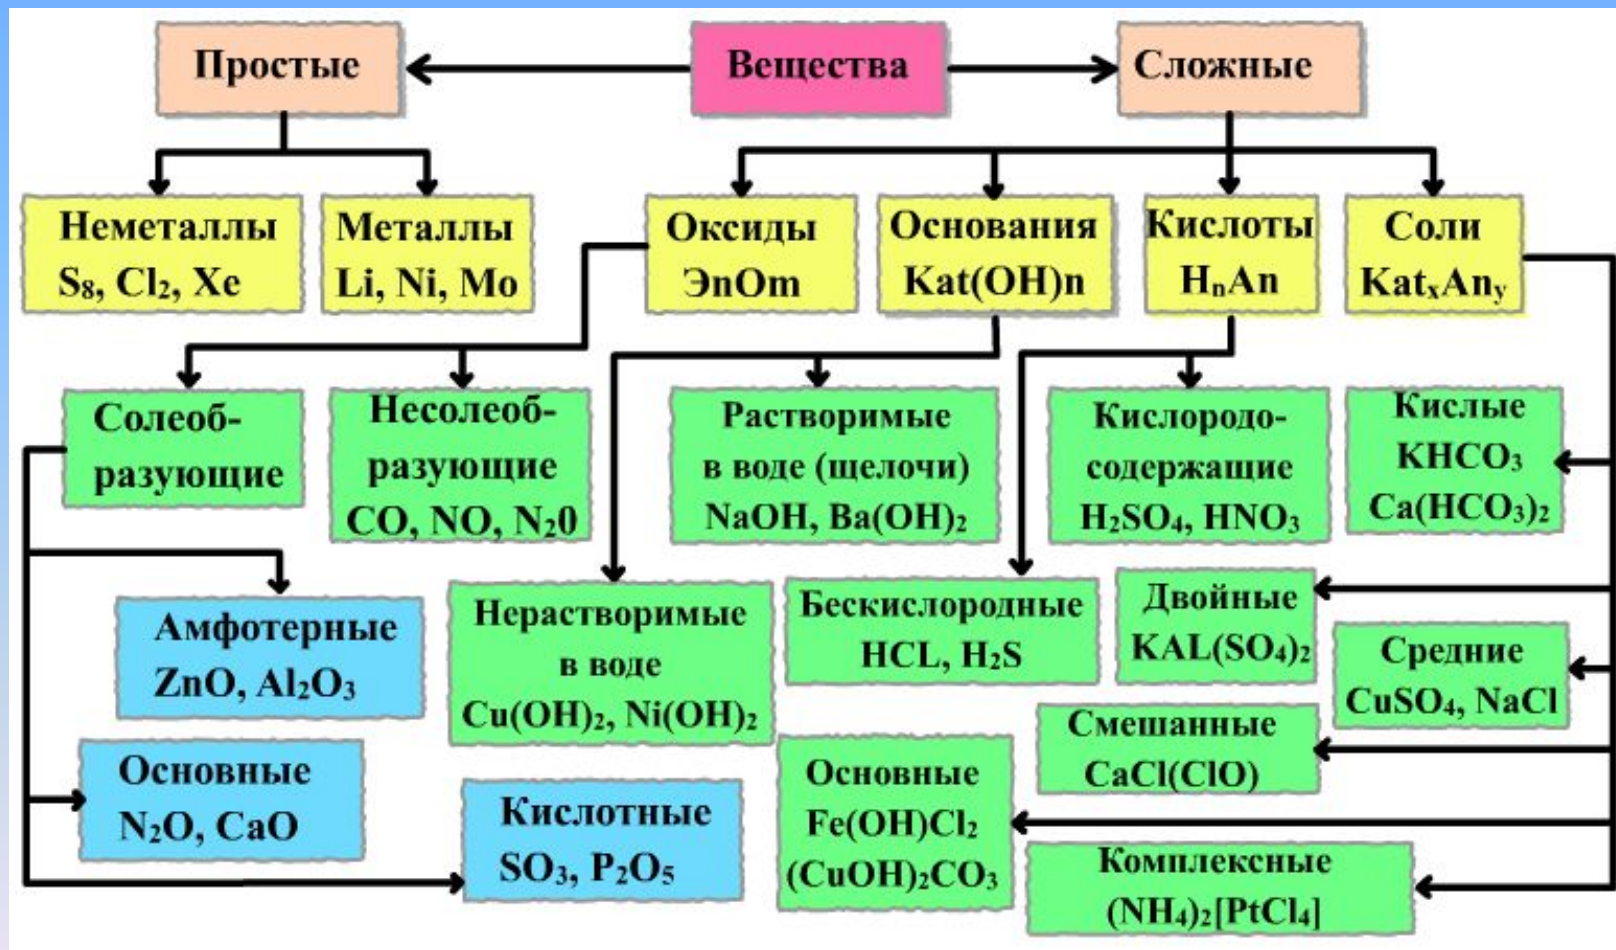 Простые
Вещества
Сложные
Неметаллы
S₈, Cl₂, Xe
Металлы
Li, Ni, Mo
Оксиды
ЭnOm
Основания
Kat(OH)n
Кислоты
HₙAn
Соли
KatₓAnᵧ
Солеоб-
разующие
Несолеоб-
разующие
CO, NO, N₂0
Растворимые
в воде (щелочи)
NaOH, Ba(OH)₂
Кислородо-
содержащие
H₂SO₄, HNO₃
Кислые
KHCO₃
Ca(HCO₃)₂
Амфотерные
ZnO, Al₂O₃
Нерастворимые
в воде
Cu(OH)₂, Ni(OH)₂
Бескислородные
HCL, H₂S
Двойные
KAL(SO₄)₂
Средние
CuSO₄, NaCl
Смешанные
CaCl(ClO)
Основные
N₂O, CaO
Кислотные
SO₃, P₂O₅
Основные
Fe(OH)Cl₂
(CuOH)₂CO₃
Комплексные
(NH₄)₂[PtCl₄]